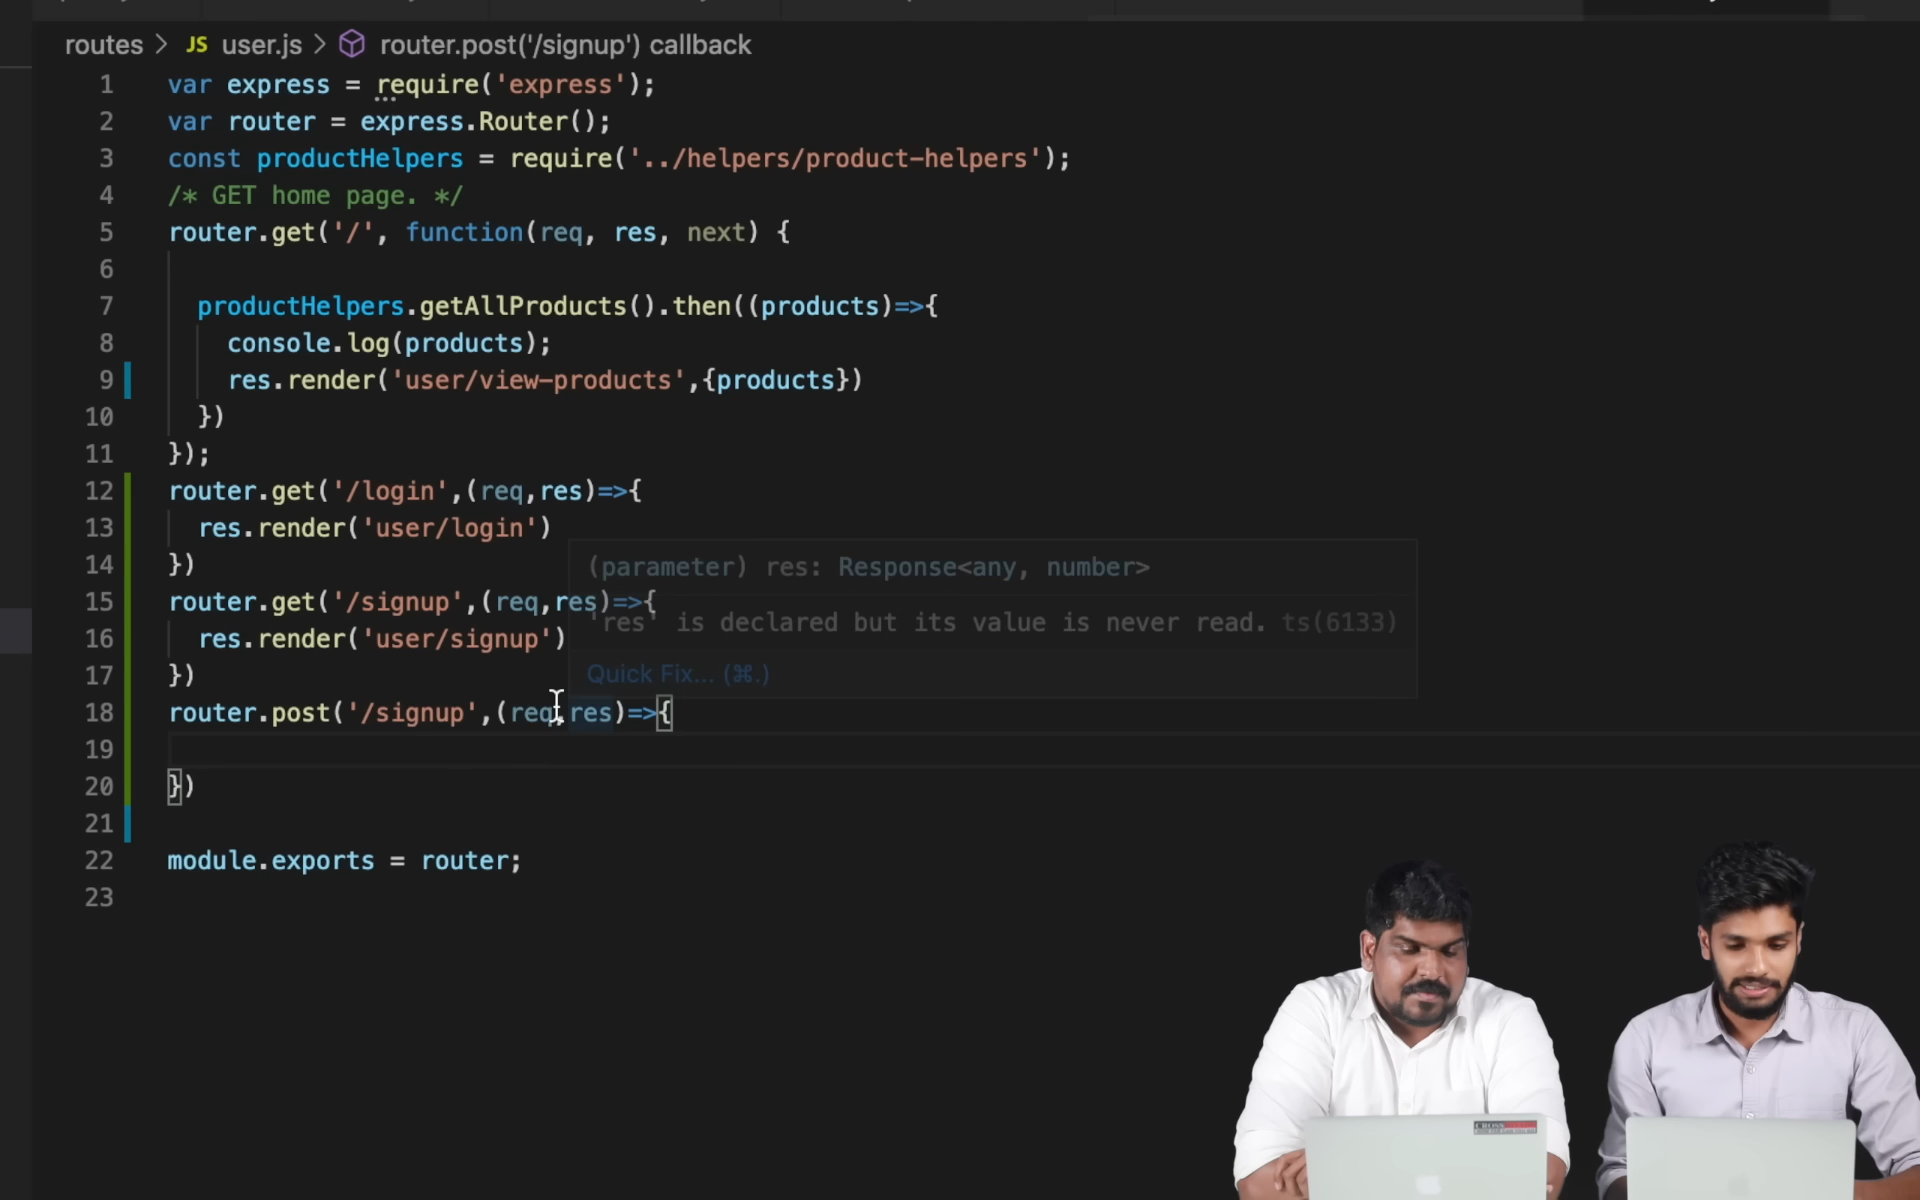 routes > JS user.js > router.post('/signup') callback
1 var express = require('express');
2 var router = express.Router();
3 const productHelpers = require('../helpers/product-helpers');
4 /* GET home page. */
5 router.get('/', function(req, res, next) {
6
7 productHelpers.getAllProducts().then((products)=>{
8 console.log(products);
9 res.render('user/view-products',{products})
10 })
11 });
12 router.get('/login',(req,res)=>{
13 res.render('user/login')
14 })
(parameter) res: Response<any, number>
15 router.get('/signup',(req,res)=>{
'res' is declared but its value is never read. ts(6133)
16 res.render('user/signup')
17 })
Quick Fix... (⌘.)
18 router.post('/signup',(req,res)=>{
19
20 })
21
22 module.exports = router;
23
CROSS